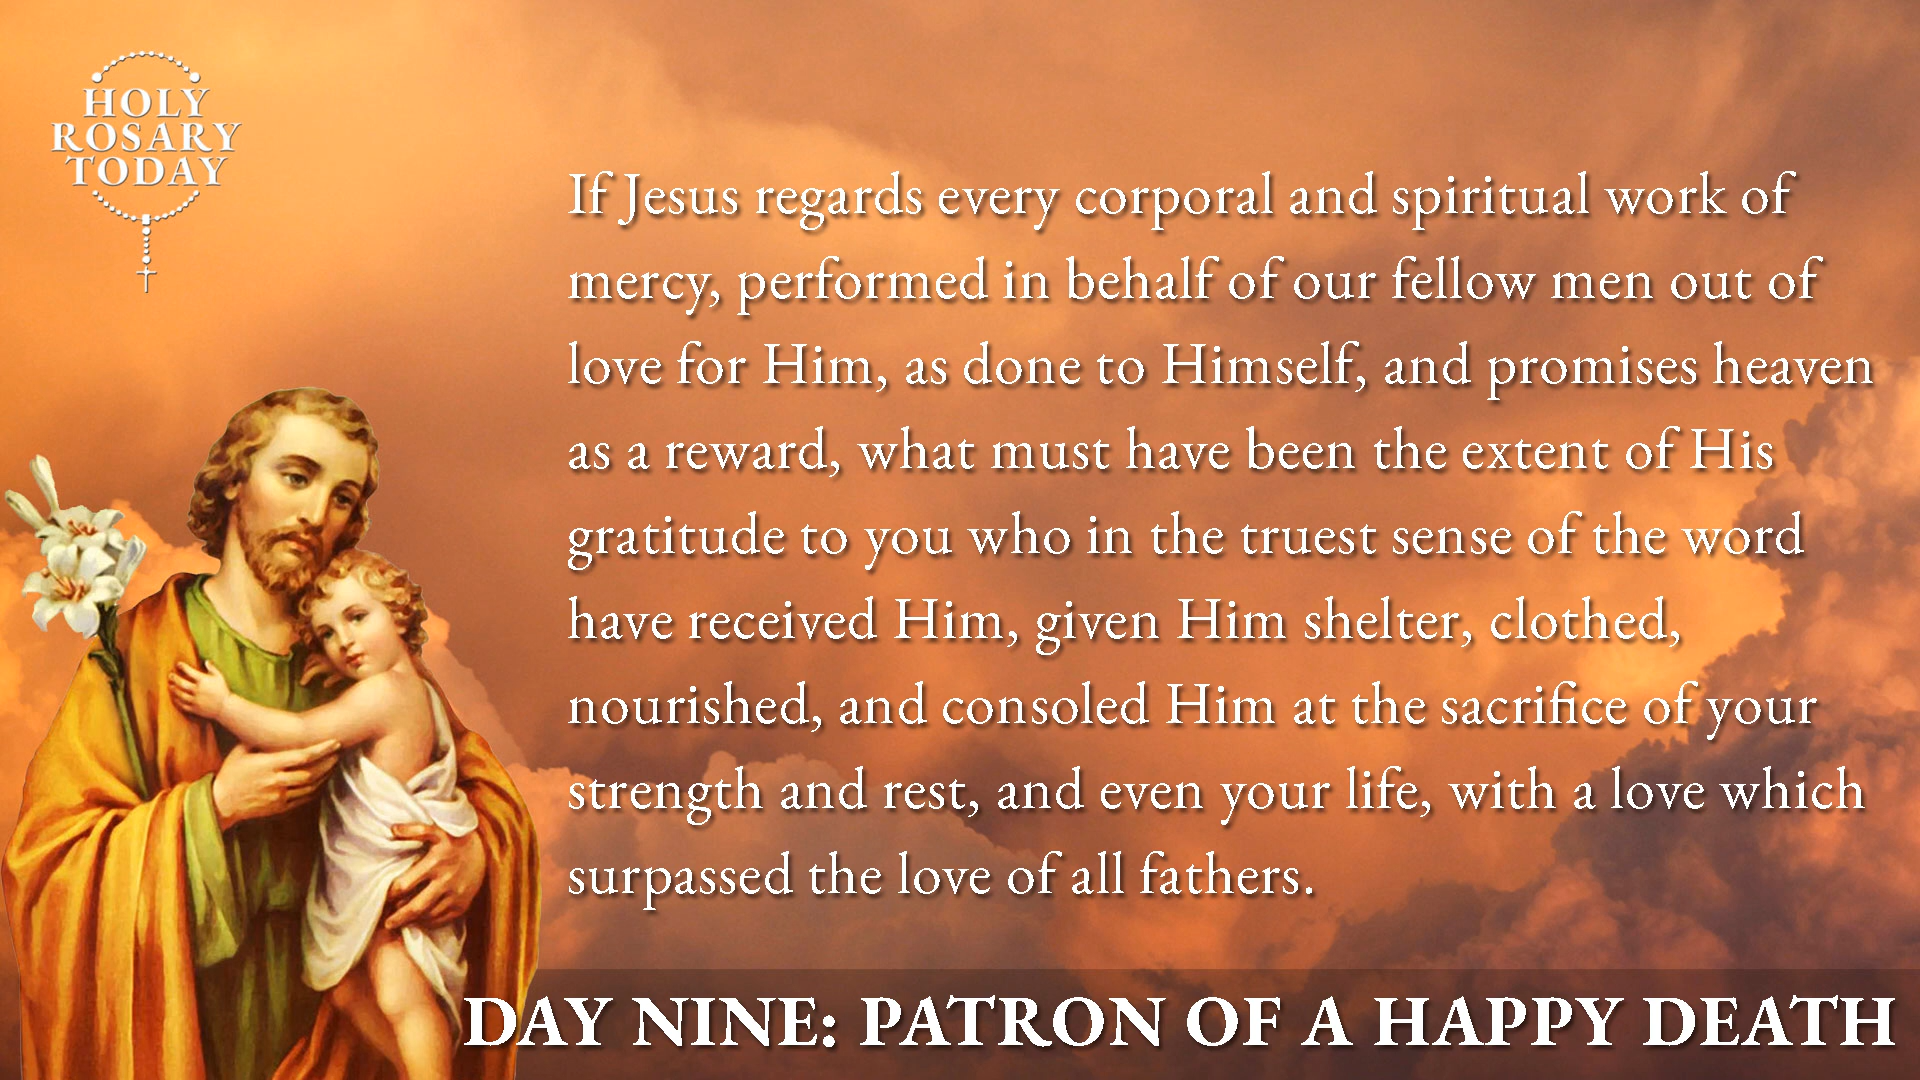 HOLY
ROSARY
TODAY
If Jesus regards every corporal and spiritual work of
mercy, performed in behalf of our fellow men out of
love for Him, as done to Himself, and promises heaven
as a reward, what must have been the extent of His
gratitude to you who in the truest sense of the word
have received Him, given Him shelter, clothed,
nourished, and consoled Him at the sacrifice of your
strength and rest, and even your life, with a love which
surpassed the love of all fathers.
DAY NINE: PATRON OF A HAPPY DEATH